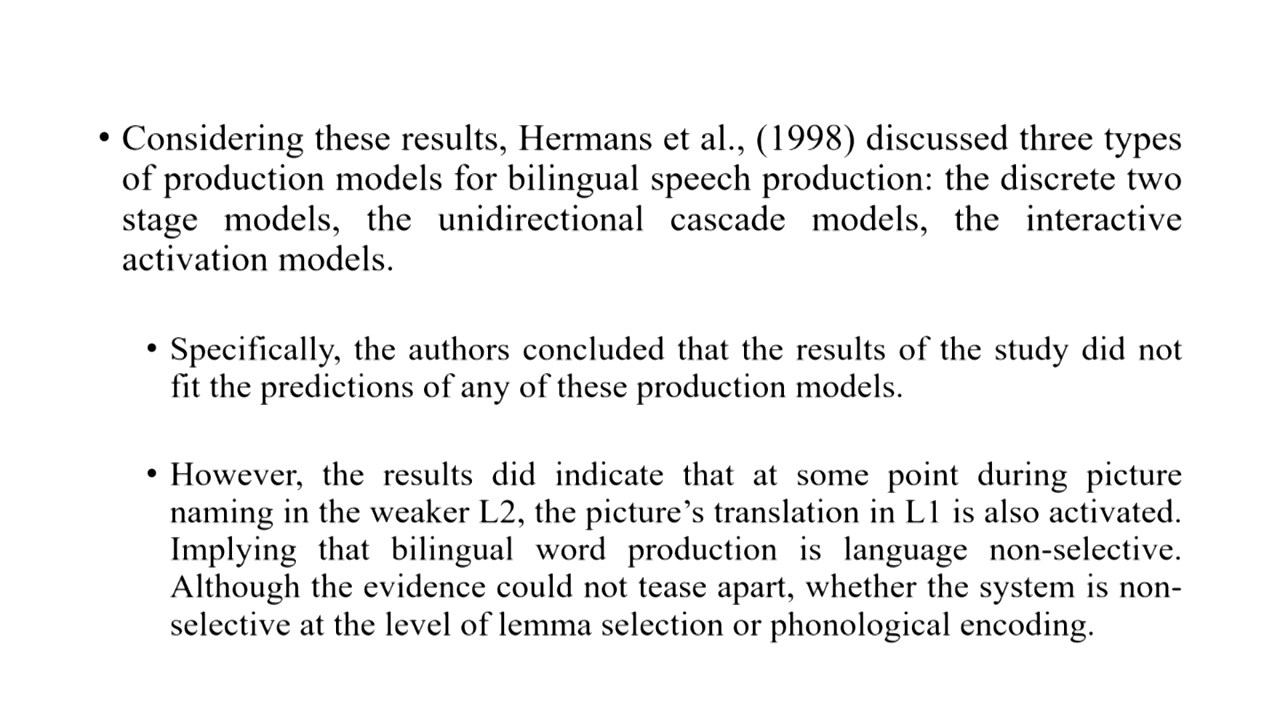 • Considering these results, Hermans et al., (1998) discussed three types
of production models for bilingual speech production: the discrete two
stage models, the unidirectional cascade models, the interactive
activation models.
• Specifically, the authors concluded that the results of the study did not
fit the predictions of any of these production models.
• However, the results did indicate that at some point during picture
naming in the weaker L2, the picture’s translation in L1 is also activated.
Implying that bilingual word production is language non-selective.
Although the evidence could not tease apart, whether the system is non-
selective at the level of lemma selection or phonological encoding.